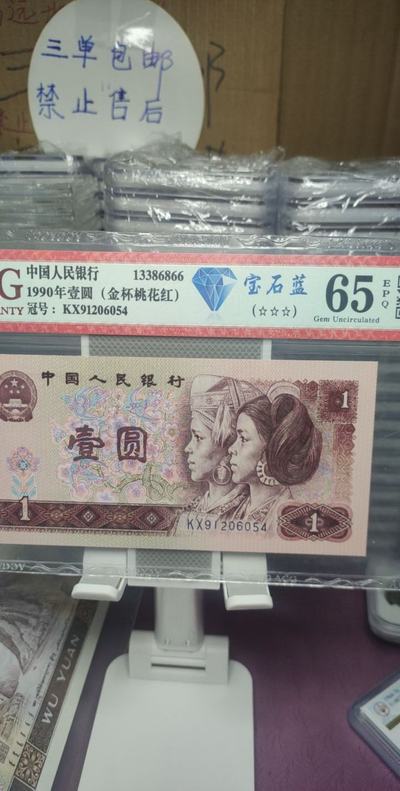 三单包邮
禁止售后
G 中国人民银行 13386866 宝石蓝 65 EPQ
NTY 1990年壹圆（金杯桃花红） (☆☆☆) Gem Uncirculated
冠号：KX91206054
中国人民银行
1
壹圆
KX91206054
1
1
ACG
WU YUAN